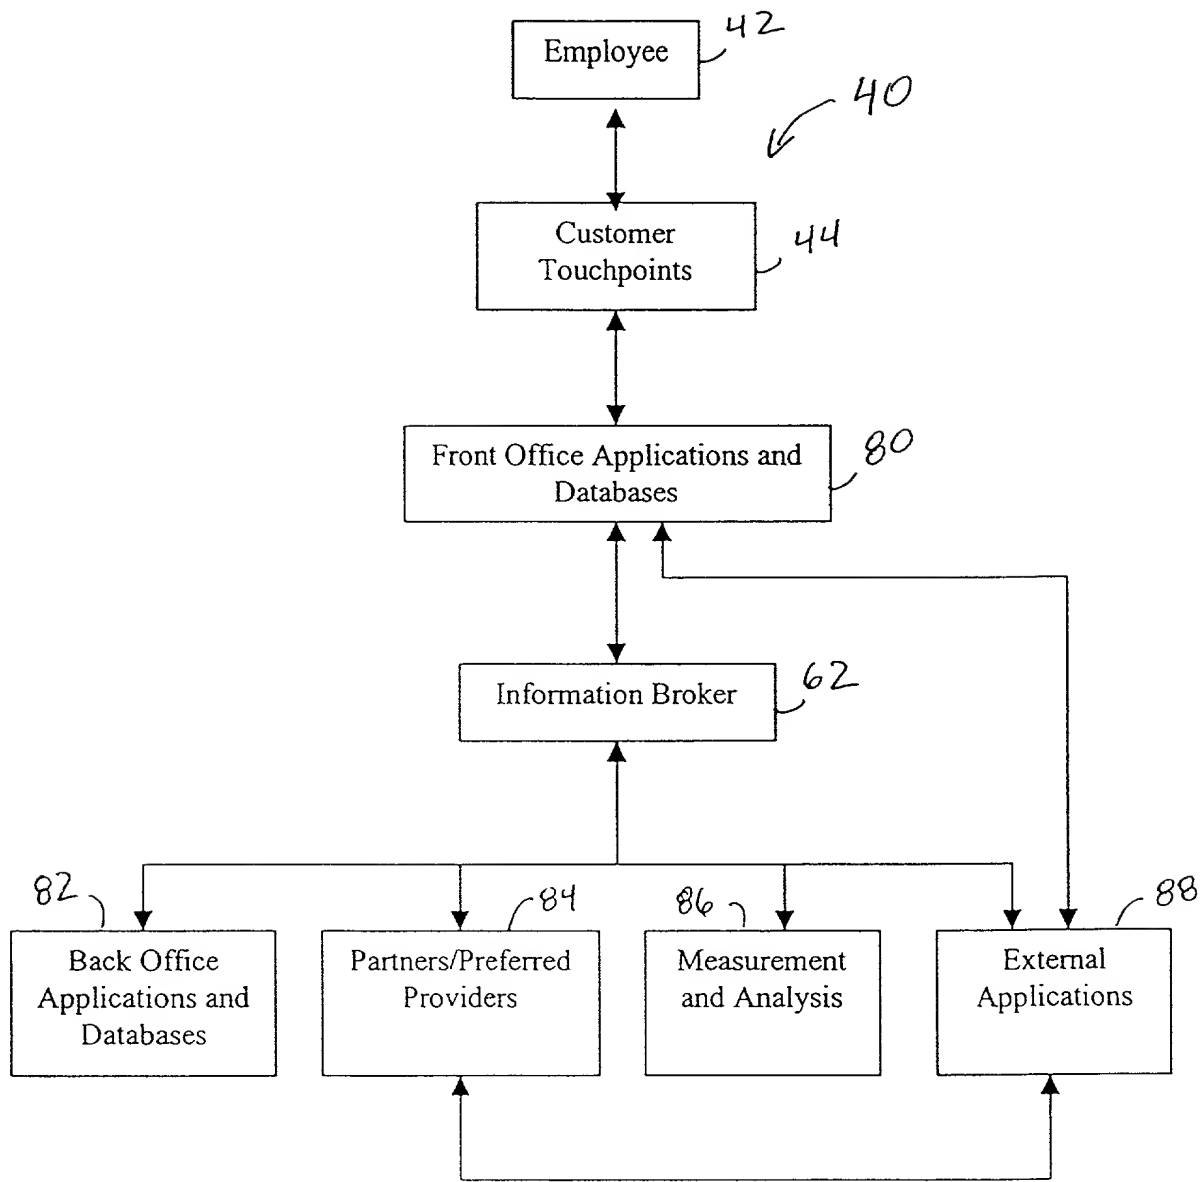 42
Employee
40
Customer
Touchpoints
44
Front Office Applications and
Databases
80
Information Broker
62
82
84
86
88
Back Office
Applications and
Databases
Partners/Preferred
Providers
Measurement
and Analysis
External
Applications